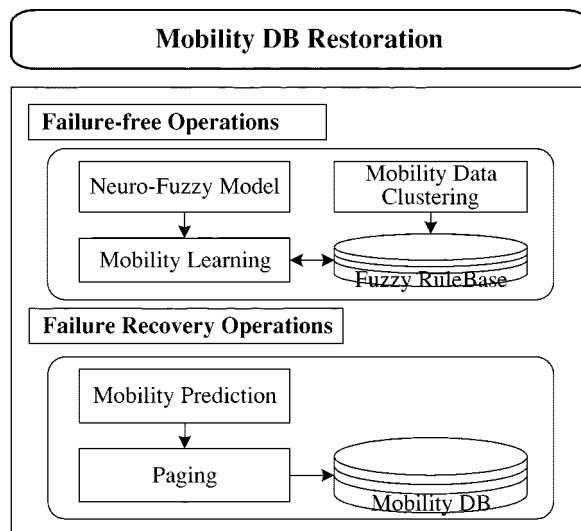 Mobility DB Restoration
Failure-free Operations
Neuro-Fuzzy Model
Mobility Data
Clustering
Mobility Learning
Fuzzy RuleBase
Failure Recovery Operations
Mobility Prediction
Paging
Mobility DB